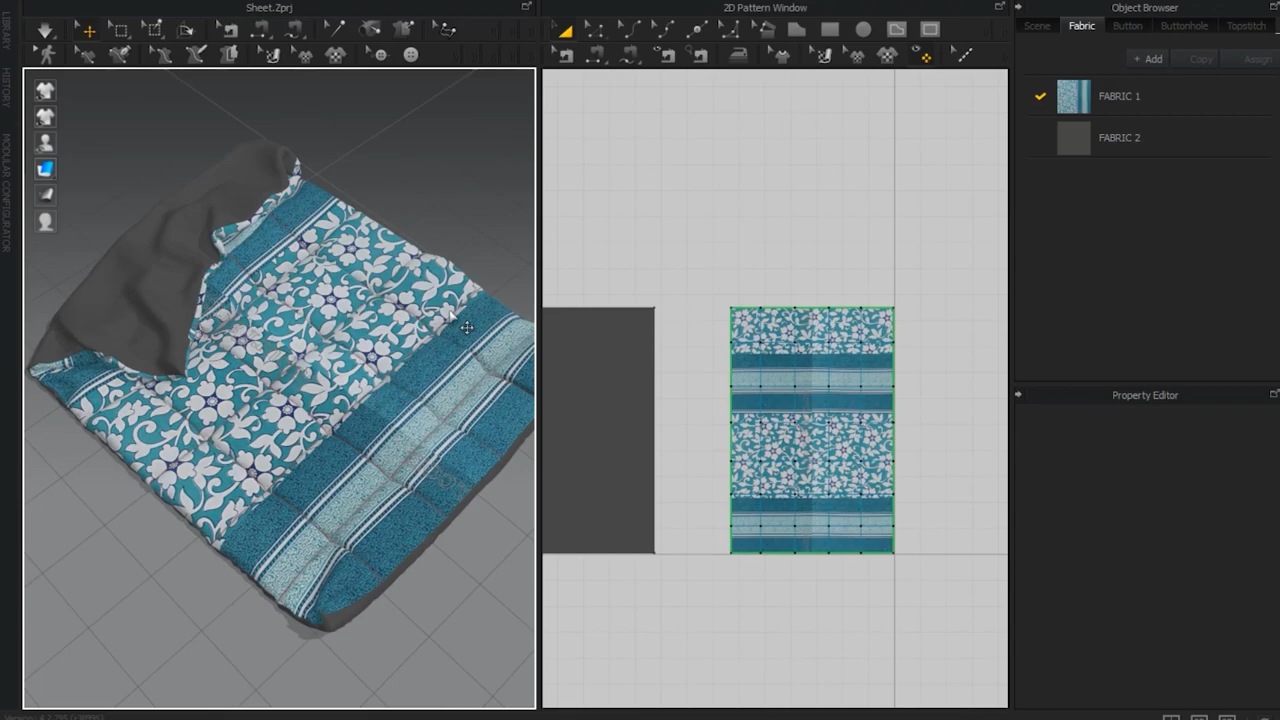 Sheet.Zprj
2D Pattern Window
Object Browser
Scene
Fabric
Button
Buttonhole
Topstitch
+ Add
Copy
Assign
FABRIC 1
FABRIC 2
Property Editor
LIBRARY
HISTORY
MODULAR CONFIGURATOR